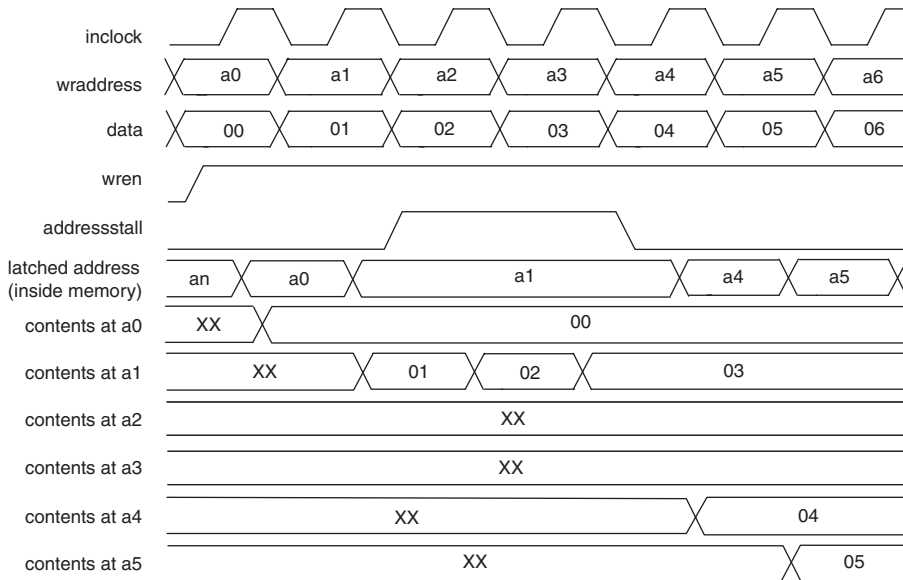 inclock
wraddress a0 a1 a2 a3 a4 a5 a6
data 00 01 02 03 04 05 06
wren
addressstall
latched address
(inside memory) an a0 a1 a4 a5
contents at a0 XX 00
contents at a1 XX 01 02 03
contents at a2 XX
contents at a3 XX
contents at a4 XX 04
contents at a5 XX 05